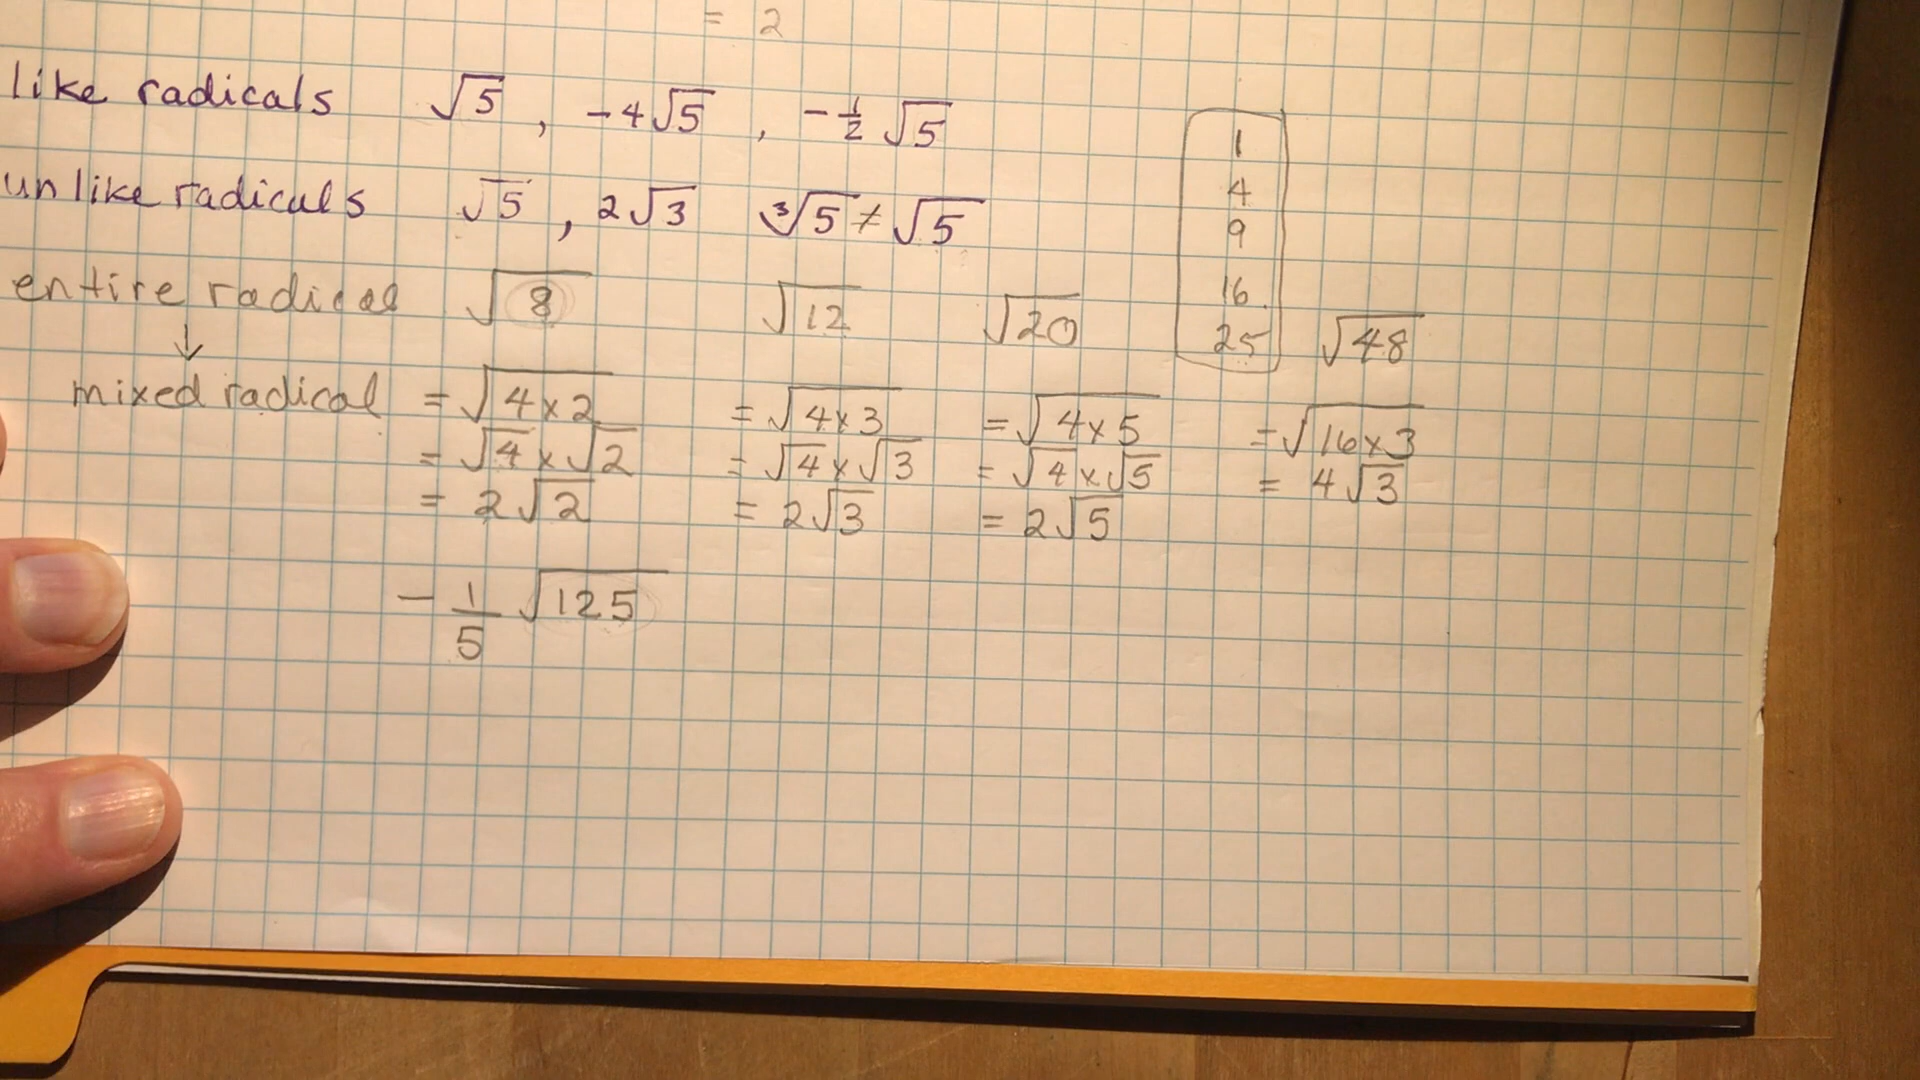 = 2
like radicals √5 , -4√5 , -1/2 √5
unlike radicals √5 , 2√3 ∛5 ≠ √5
1
4
9
16
25
entire radical √8 √12 √20 √48
↓
mixed radical = √4×2 = √4×3 = √4×5 = √16×3
= √4 × √2 = √4 × √3 = √4 × √5 = 4√3
= 2√2 = 2√3 = 2√5
- 1/5 √125